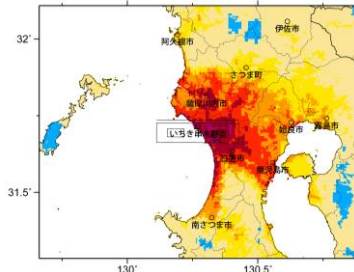 32°
伊佐市
阿久根市
さつま町
薩摩川内市
いちき串木野市
姶良市
霧島市
日置市
鹿児島市
31.5°
南さつま市
130°
130.5°